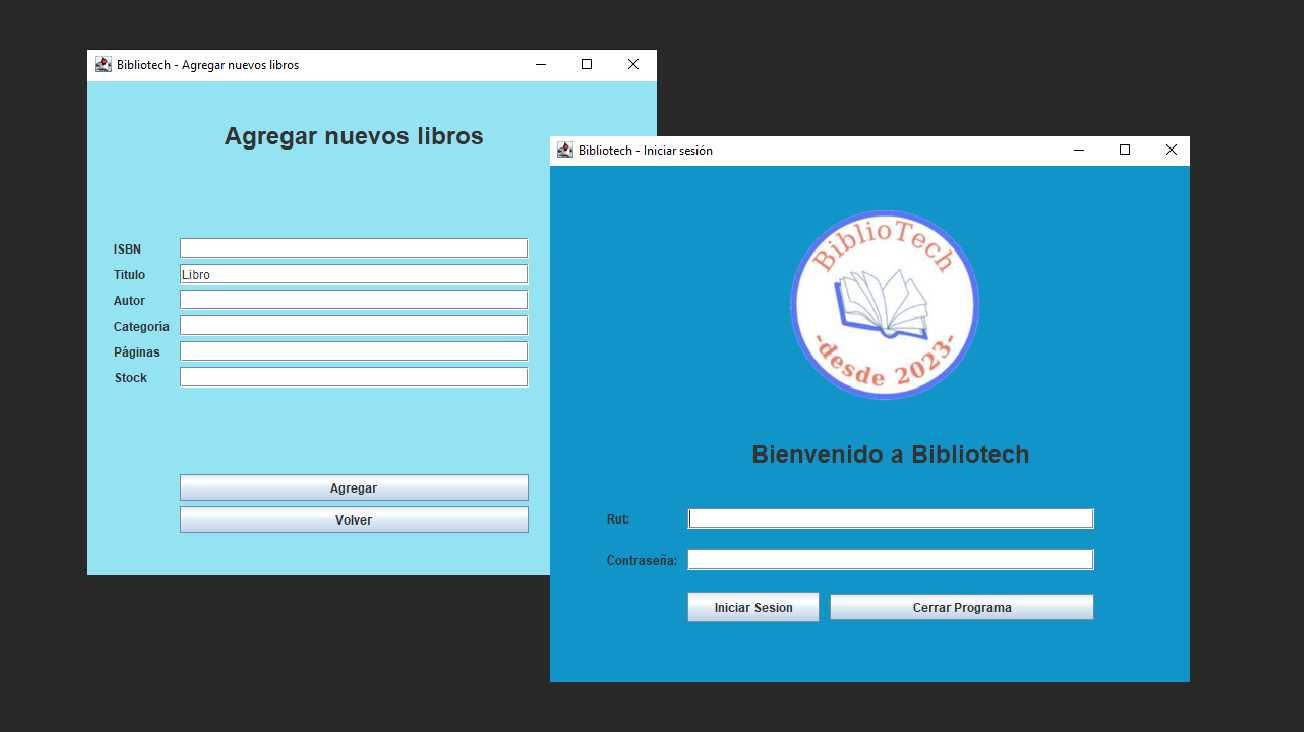 Bibliotech - Agregar nuevos libros
Agregar nuevos libros
ISBN
Titulo
Libro
Autor
Categoría
Páginas
Stock
Agregar
Volver
Bibliotech - Iniciar sesión
BiblioTech
-desde 2023-
Bienvenido a Bibliotech
Rut:
Contraseña:
Iniciar Sesion
Cerrar Programa